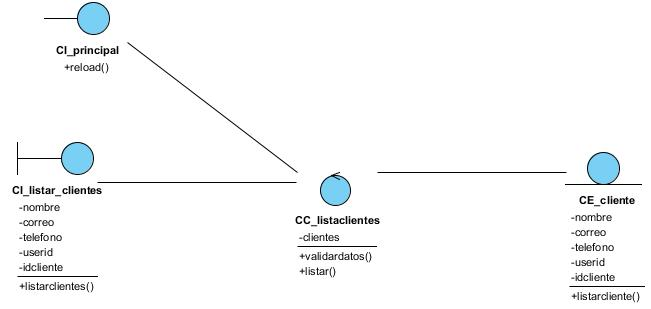 CI_principal
+reload()
CI_listar_clientes
-nombre
-correo
-telefono
-userid
-idcliente
+listarclientes()
CC_listaclientes
-clientes
+validardatos()
+listar()
CE_cliente
-nombre
-correo
-telefono
-userid
-idcliente
+listarcliente()